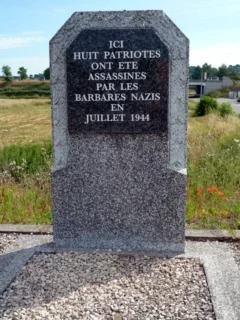 ICI
HUIT PATRIOTES
ONT ETE
ASSASSINES
PAR LES
BARBARES NAZIS
EN
JUILLET 1944